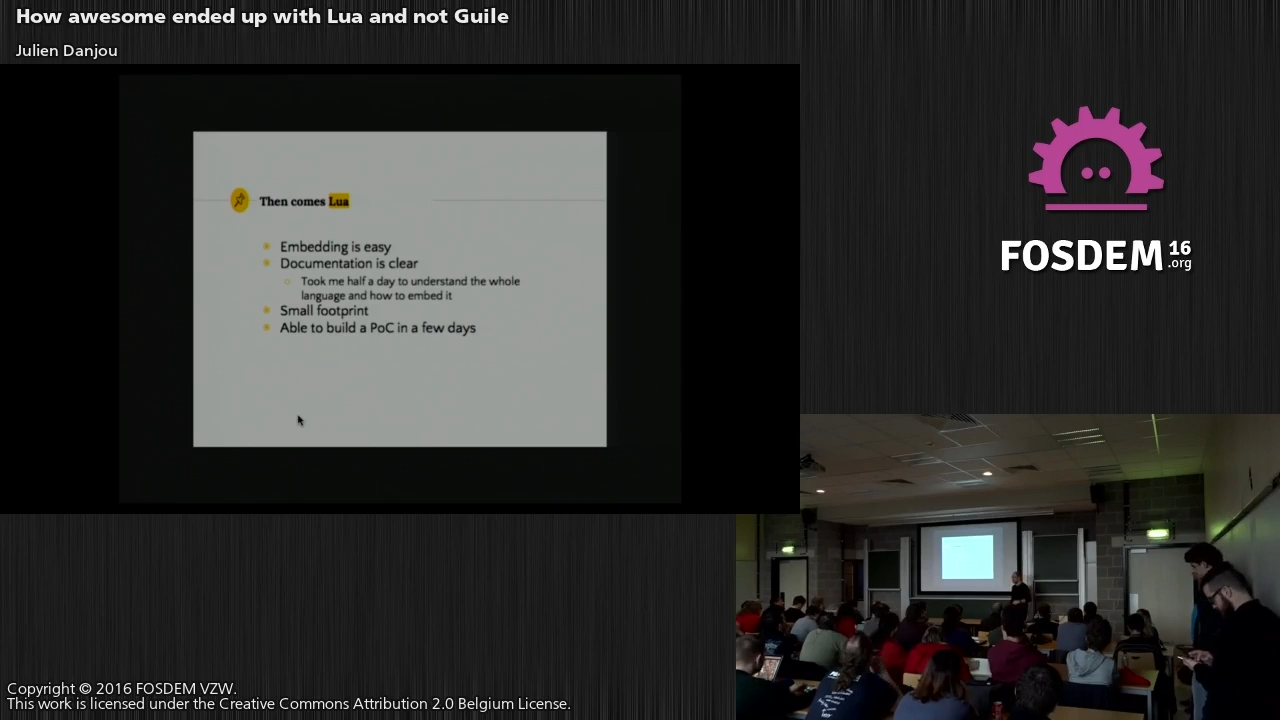 How awesome ended up with Lua and not Guile
Julien Danjou
Then comes Lua
Embedding is easy
Documentation is clear
Took me half a day to understand the whole
language and how to embed it
Small footprint
Able to build a PoC in a few days
FOSDEM 16
.org
Copyright © 2016 FOSDEM VZW.
This work is licensed under the Creative Commons Attribution 2.0 Belgium License.